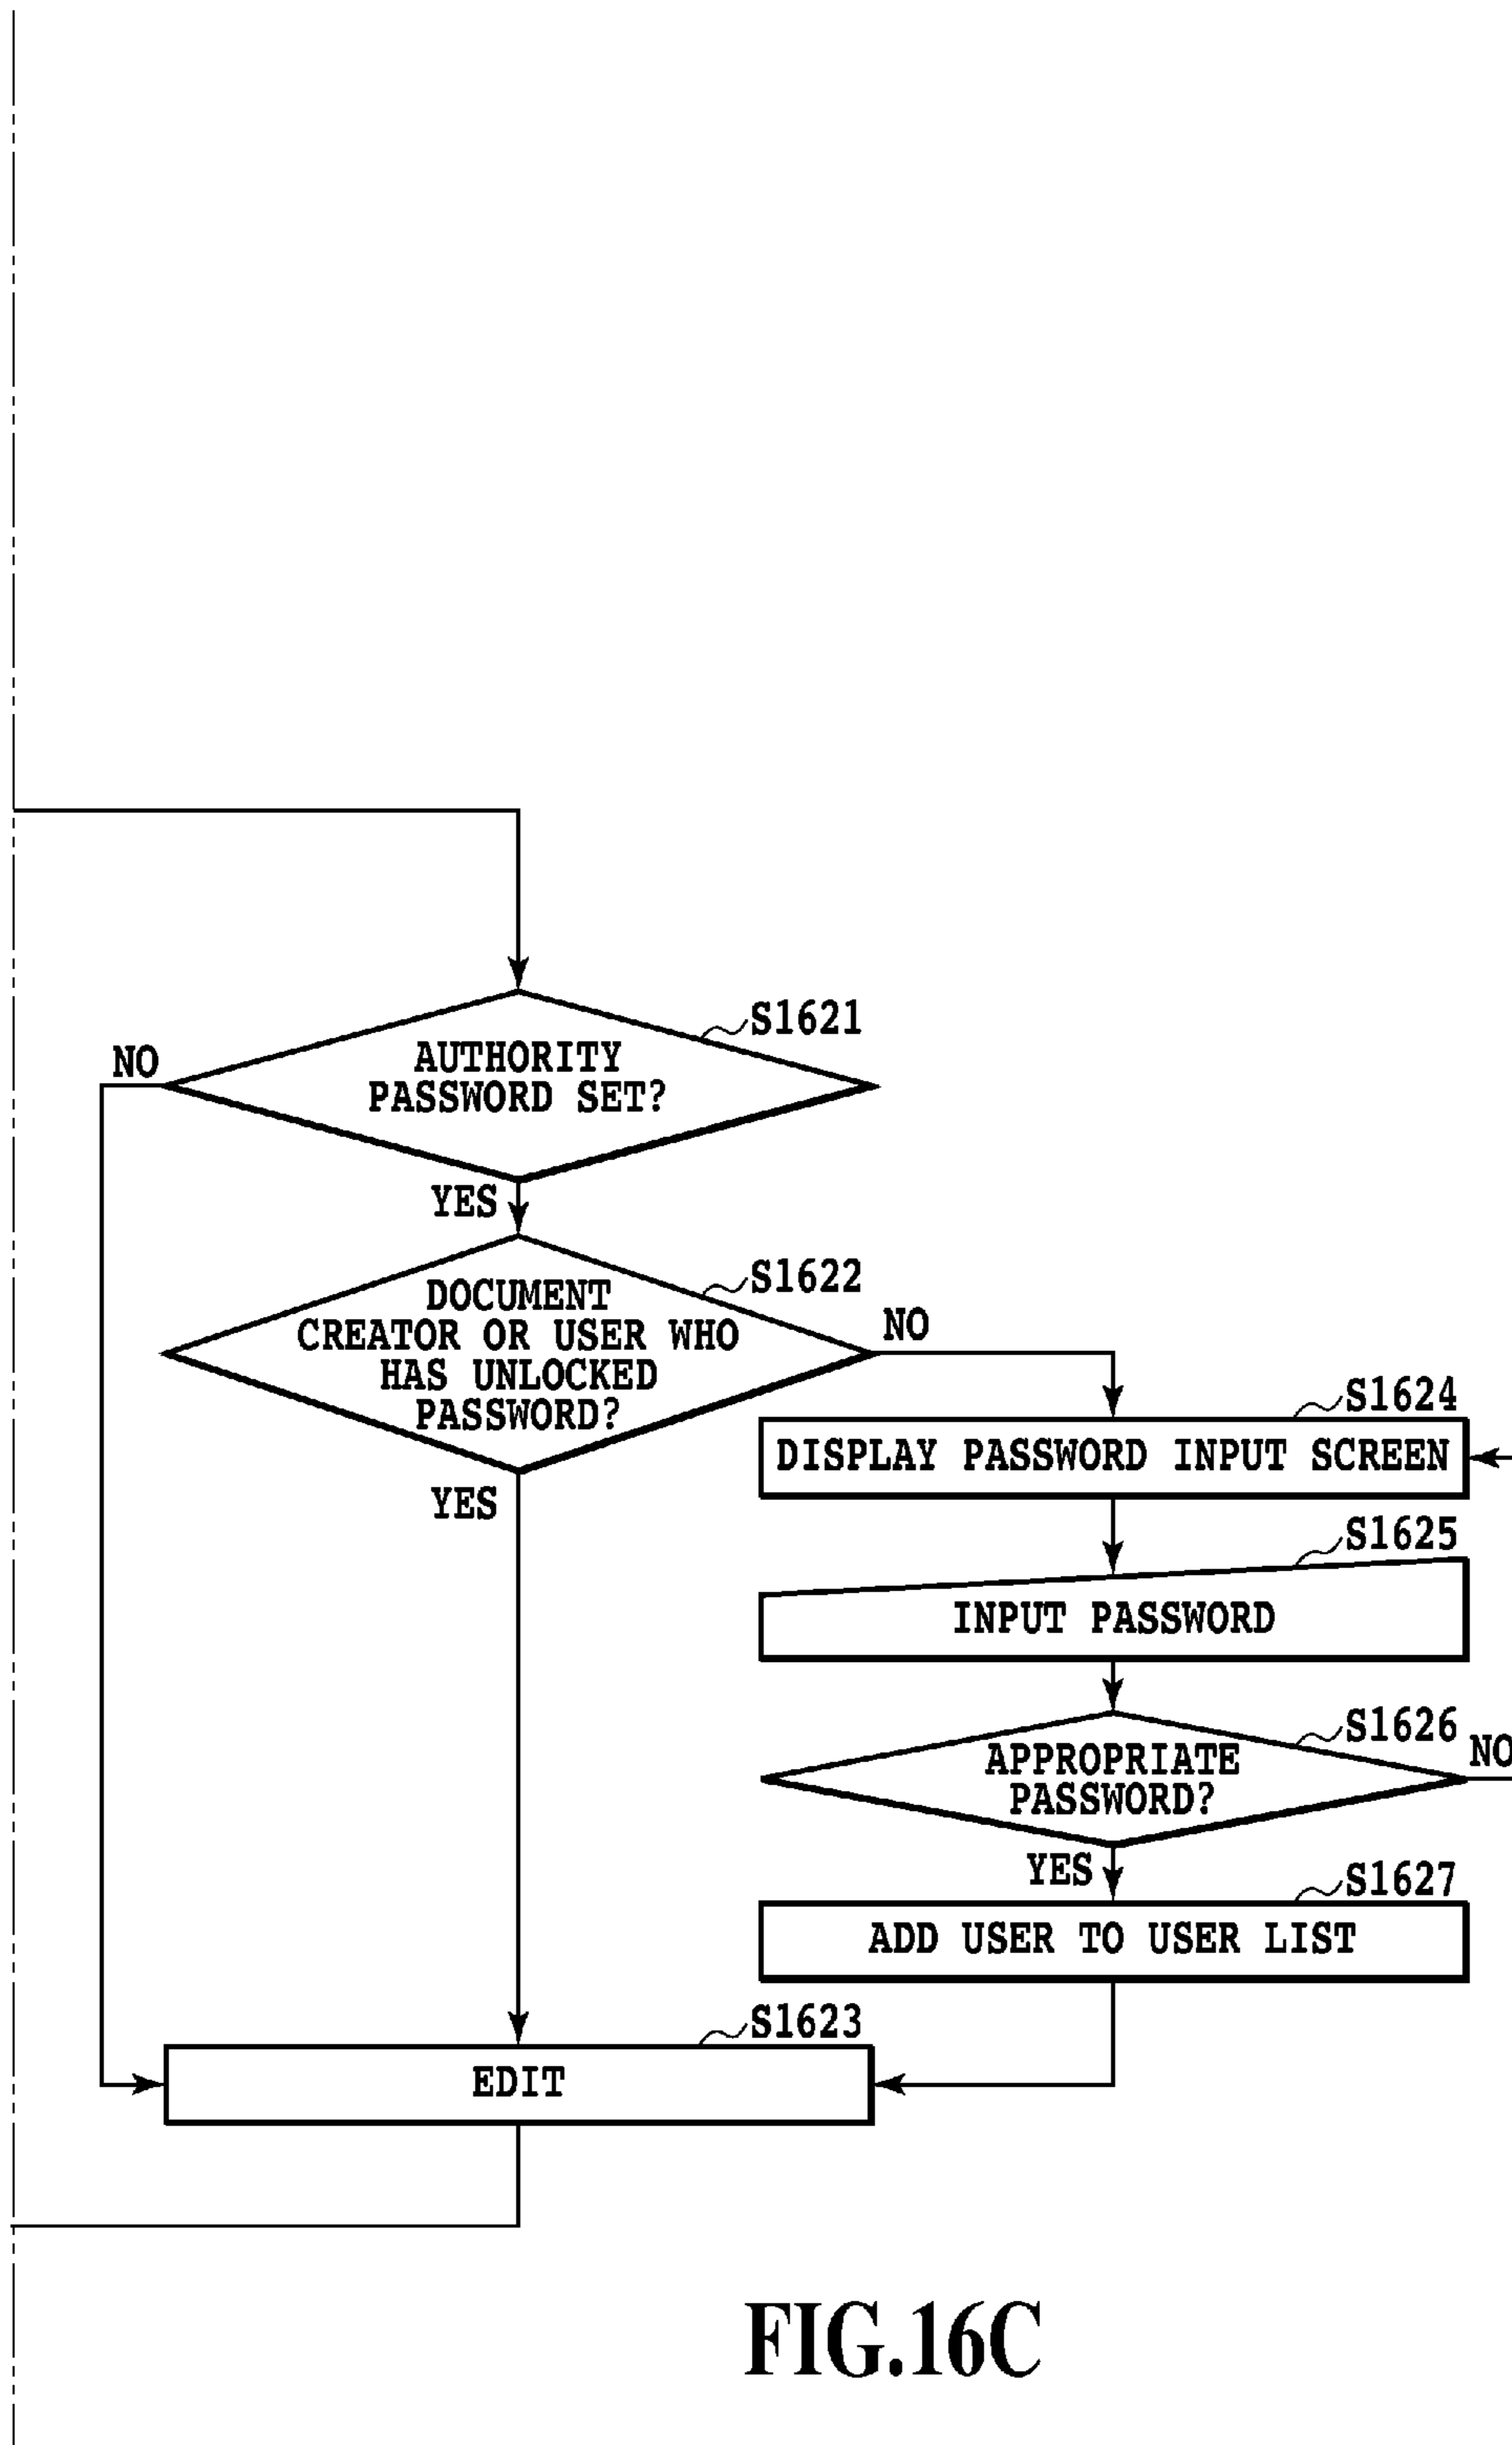 S1621
NO
AUTHORITY
PASSWORD SET?
YES
S1622
DOCUMENT
CREATOR OR USER WHO
HAS UNLOCKED
PASSWORD?
NO
YES
S1624
DISPLAY PASSWORD INPUT SCREEN
S1625
INPUT PASSWORD
S1626
APPROPRIATE
PASSWORD?
NO
YES
S1627
ADD USER TO USER LIST
S1623
EDIT
FIG.16C